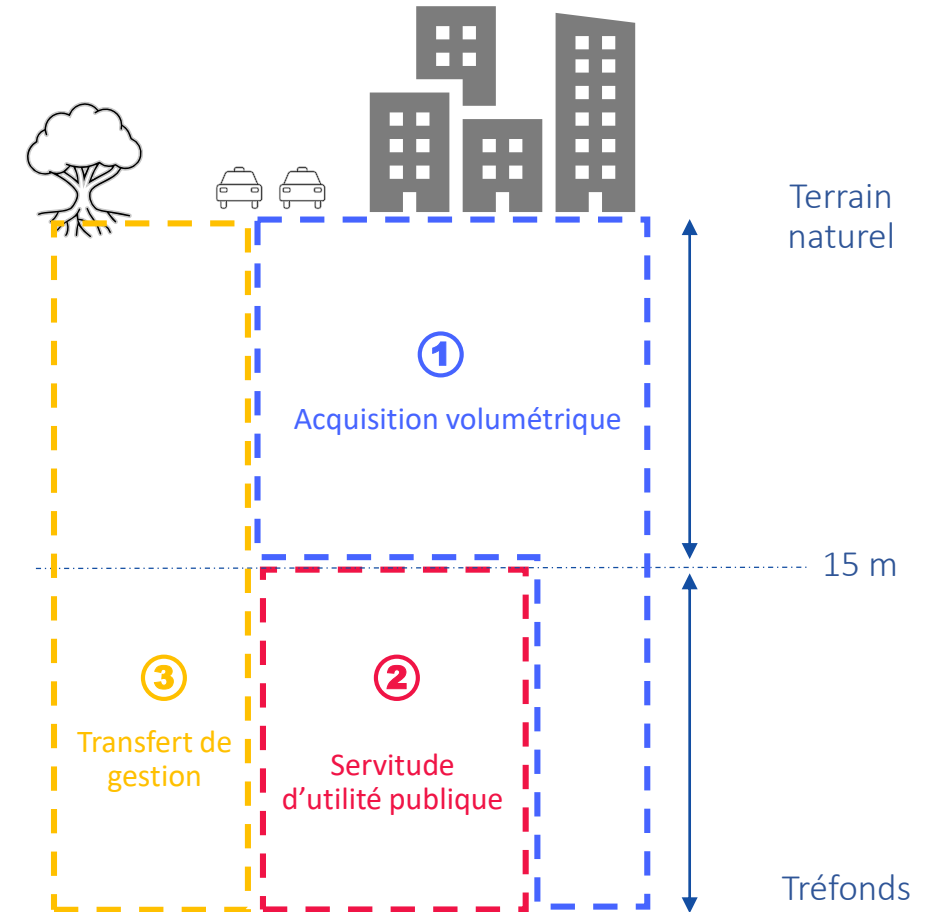 Terrain
naturel
1
Acquisition volumétrique
15 m
3
Transfert de
gestion
2
Servitude
d’utilité publique
Tréfonds